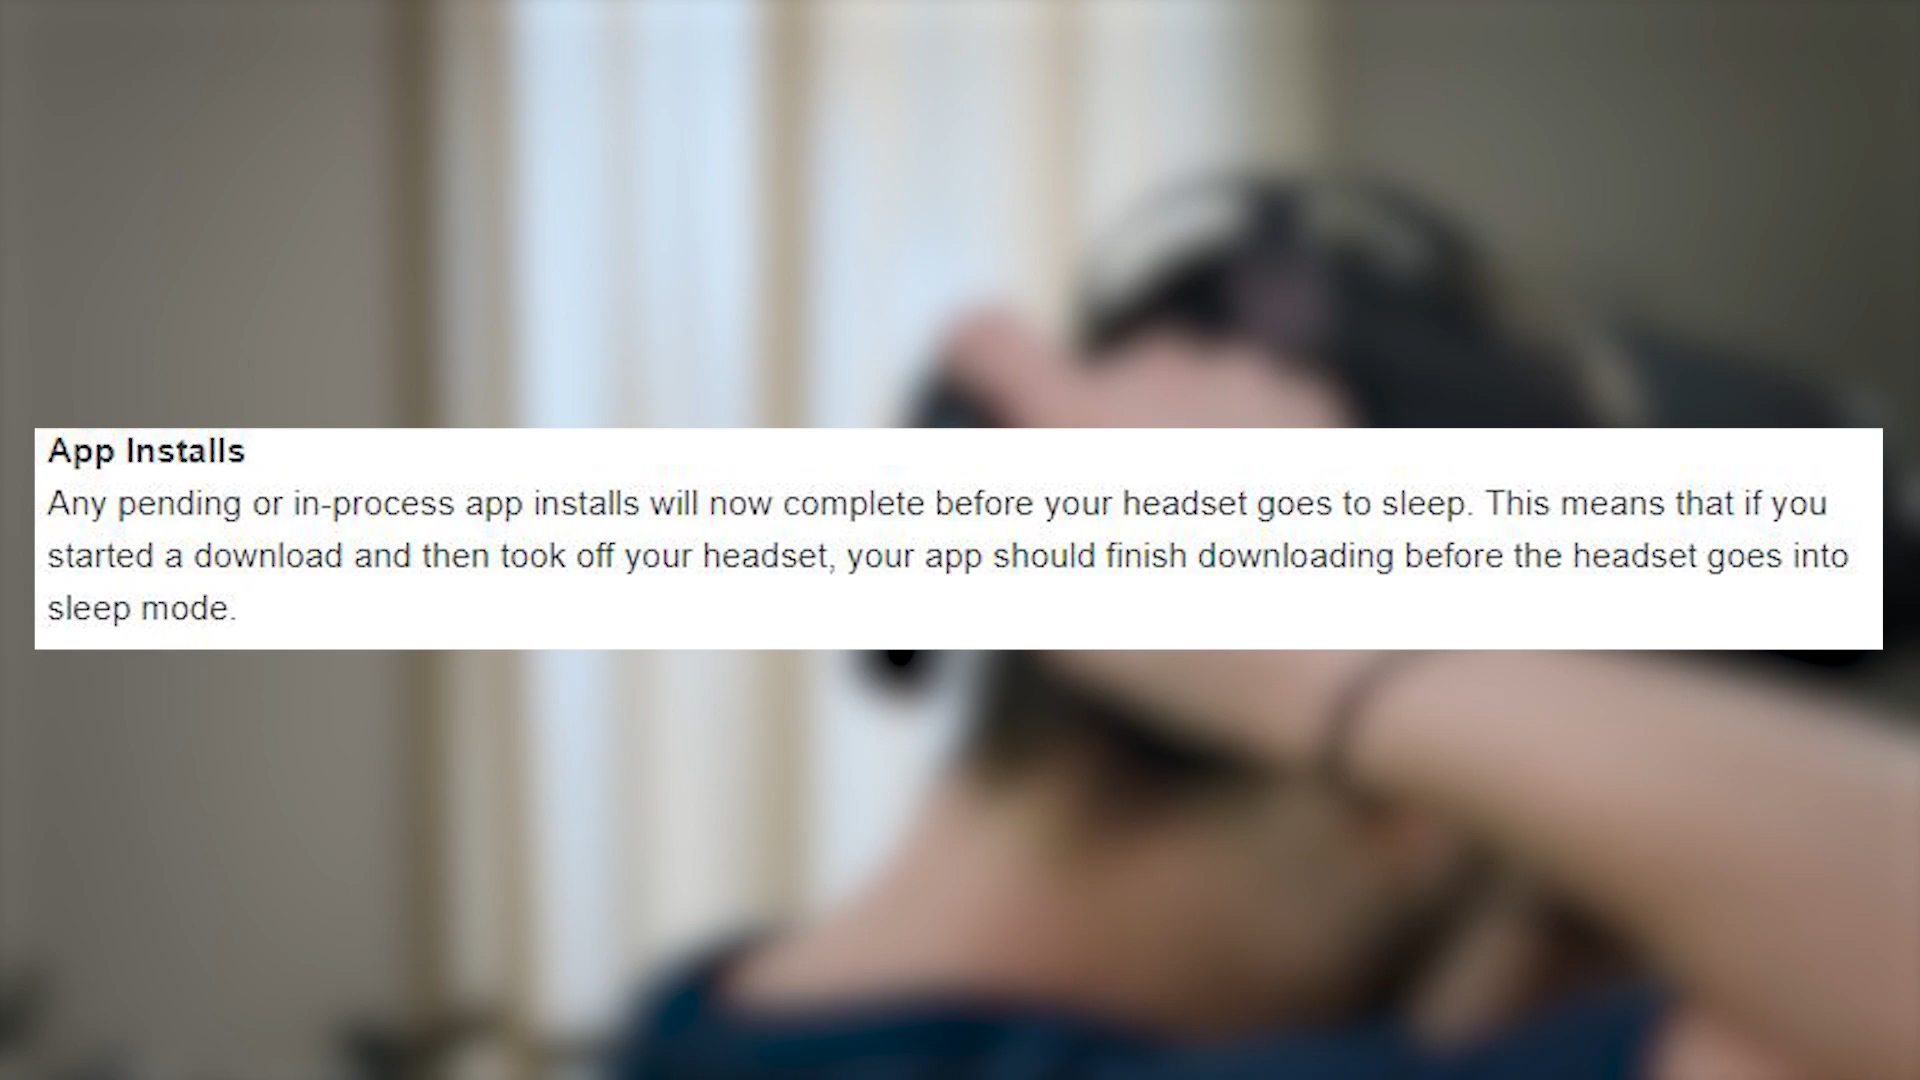 App Installs
Any pending or in-process app installs will now complete before your headset goes to sleep. This means that if you
started a download and then took off your headset, your app should finish downloading before the headset goes into
sleep mode.